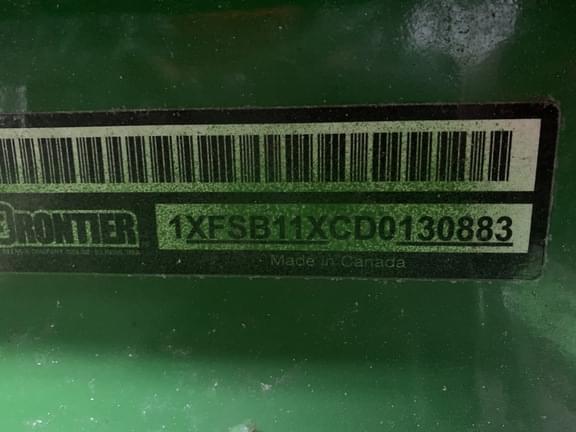 FRONTIER
1XFSB11XCD0130883
Made in Canada